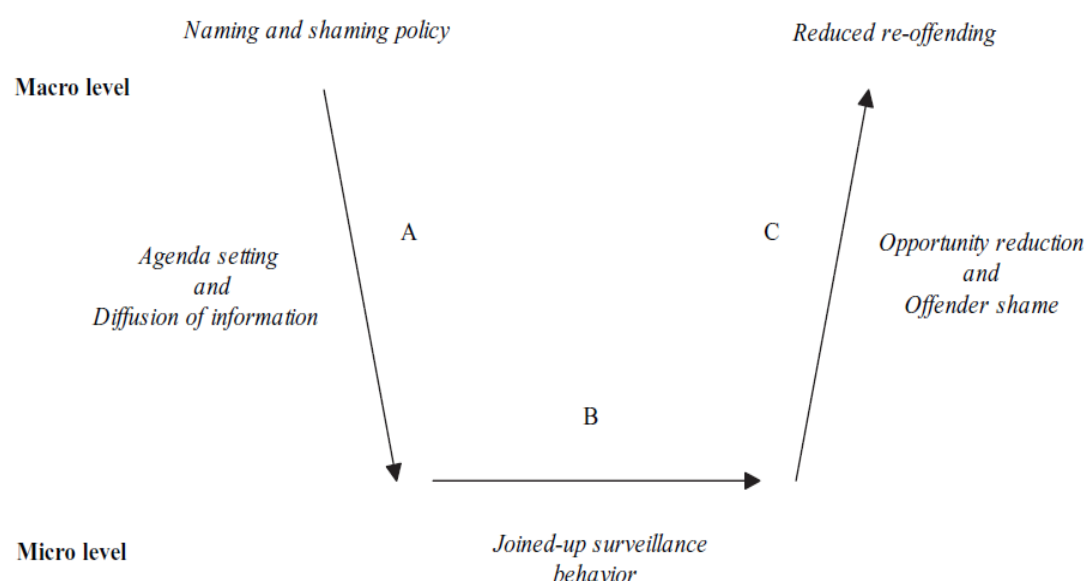 Naming and shaming policy
Reduced re-offending
Macro level
A
C
Agenda setting
and
Diffusion of information
Opportunity reduction
and
Offender shame
B
Joined-up surveillance
behavior
Micro level